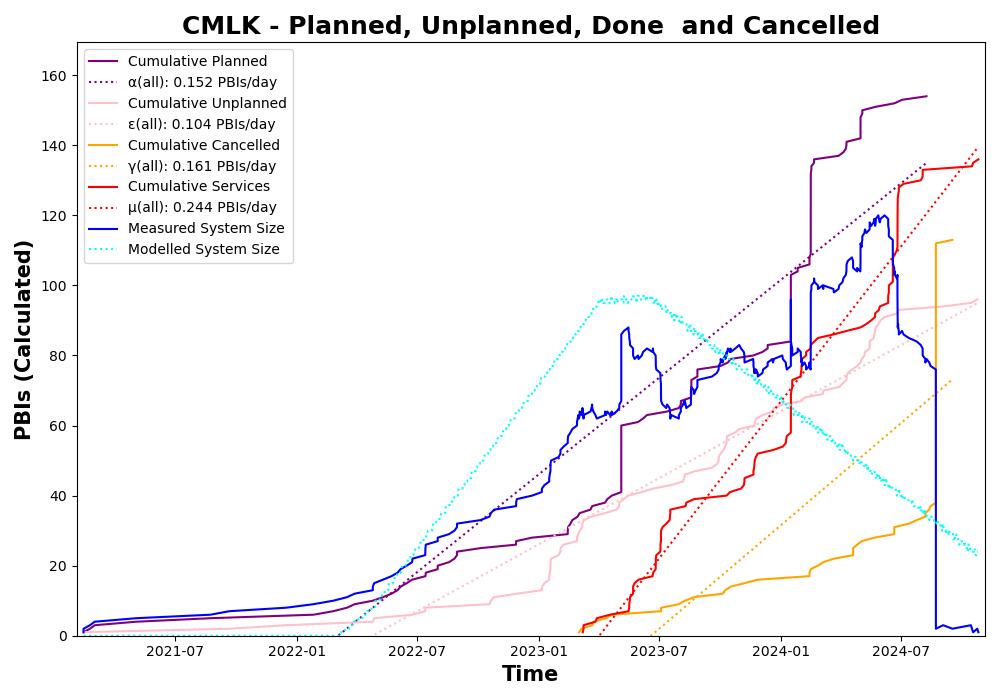 CMLK - Planned, Unplanned, Done  and Cancelled
Cumulative Planned
α(all): 0.152 PBIs/day
Cumulative Unplanned
ε(all): 0.104 PBIs/day
Cumulative Cancelled
γ(all): 0.161 PBIs/day
Cumulative Services
μ(all): 0.244 PBIs/day
Measured System Size
Modelled System Size
PBIs (Calculated)
160
140
120
100
80
60
40
20
0
2021-07
2022-01
2022-07
2023-01
2023-07
2024-01
2024-07
Time